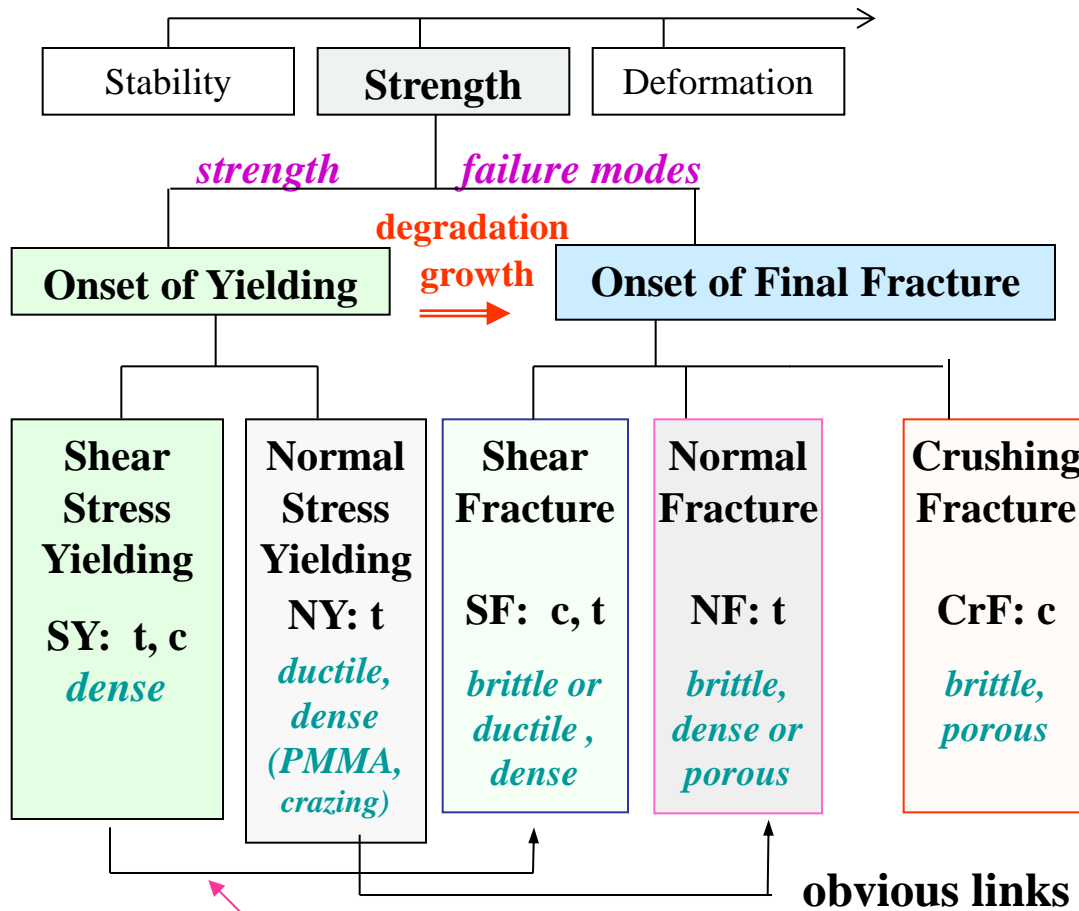 Stability
Strength
Deformation
strength failure modes
degradation
growth
Onset of Yielding
Onset of Final Fracture
Shear
Stress
Yielding
SY: t, c
dense
Normal
Stress
Yielding
NY: t
ductile,
dense
(PMMA,
crazing)
Shear
Fracture
SF: c, t
brittle or
ductile ,
dense
Normal
Fracture
NF: t
brittle,
dense or
porous
Crushing
Fracture
CrF: c
brittle,
porous
obvious links